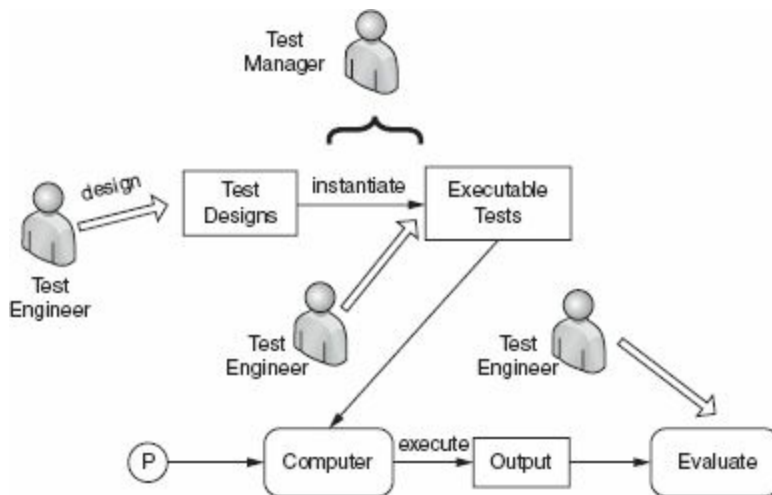 Test
Manager
design
Test
Designs
instantiate
Executable
Tests
Test
Engineer
Test
Engineer
Test
Engineer
P
Computer
execute
Output
Evaluate